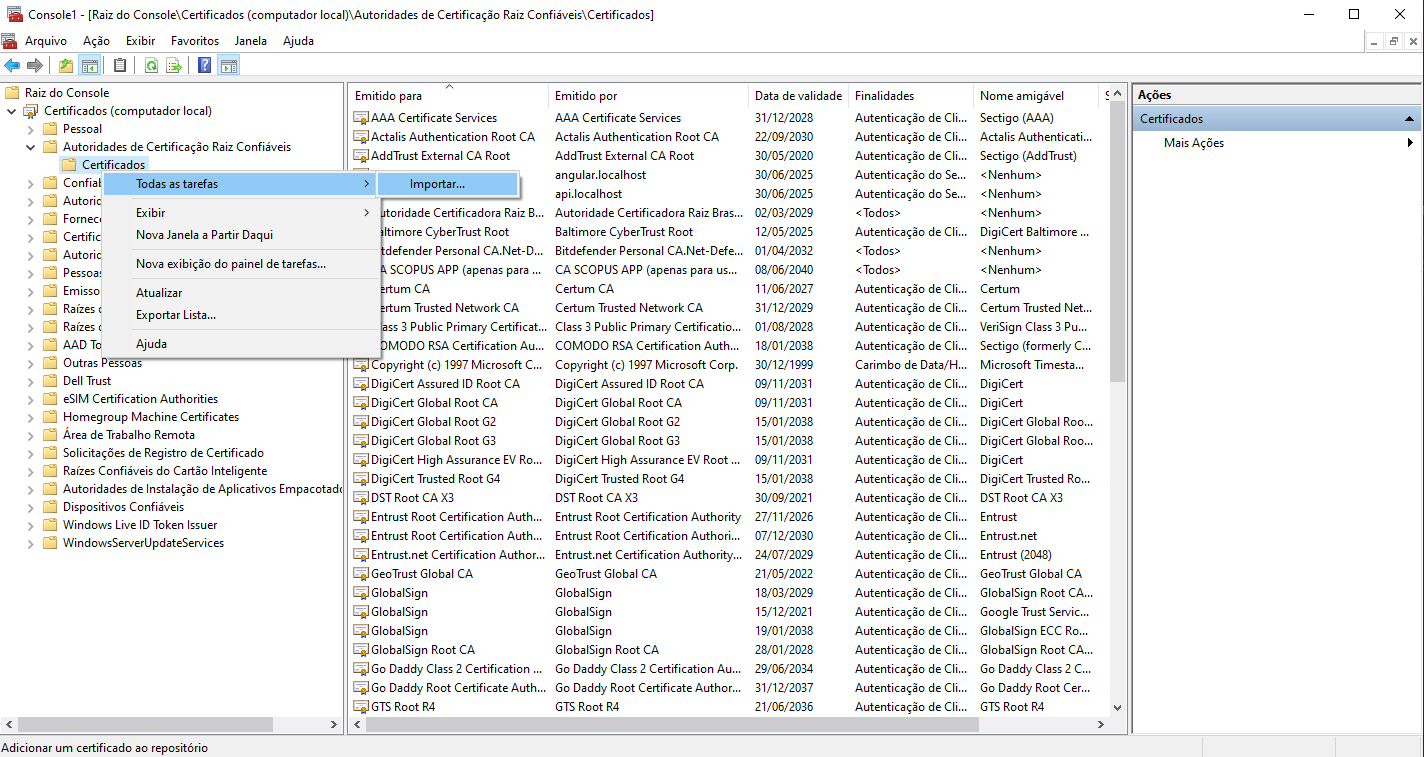 Console1 - [Raiz do Console\Certificados (computador local)\Autoridades de Certificação Raiz Confiáveis\Certificados]
Arquivo Ação Exibir Favoritos Janela Ajuda
Raiz do Console
Certificados (computador local)
Pessoal
Autoridades de Certificação Raiz Confiáveis
Certificados
Confiab
Autorid
Fornece
Certific
Autorid
Pessoas
Emisso
Raízes c
Raízes c
AAD To
Outras Pessoas
Dell Trust
eSIM Certification Authorities
Homegroup Machine Certificates
Área de Trabalho Remota
Solicitações de Registro de Certificado
Raízes Confiáveis do Cartão Inteligente
Autoridades de Instalação de Aplicativos Empacotado
Dispositivos Confiáveis
Windows Live ID Token Issuer
WindowsServerUpdateServices
Todas as tarefas
Importar...
Exibir
Nova Janela a Partir Daqui
Nova exibição do painel de tarefas...
Atualizar
Exportar Lista...
Ajuda
Emitido para Emitido por Data de validade Finalidades Nome amigável S
AAA Certificate Services AAA Certificate Services 31/12/2028 Autenticação de Cli... Sectigo (AAA)
Actalis Authentication Root CA Actalis Authentication Root CA 22/09/2030 Autenticação de Cli... Actalis Authenticati...
AddTrust External CA Root AddTrust External CA Root 30/05/2020 Autenticação de Cli... Sectigo (AddTrust)
angular.localhost 30/06/2025 Autenticação do Se... <Nenhum>
api.localhost 30/06/2025 Autenticação do Se... <Nenhum>
utoridade Certificadora Raiz B... Autoridade Certificadora Raiz Bras... 02/03/2029 <Todos> <Nenhum>
altimore CyberTrust Root Baltimore CyberTrust Root 12/05/2025 Autenticação de Cli... DigiCert Baltimore ...
itdefender Personal CA.Net-D... Bitdefender Personal CA.Net-Defe... 01/04/2032 <Todos> <Nenhum>
A SCOPUS APP (apenas para ... CA SCOPUS APP (apenas para us... 08/06/2040 <Todos> <Nenhum>
ertum CA Certum CA 11/06/2027 Autenticação de Cli... Certum
ertum Trusted Network CA Certum Trusted Network CA 31/12/2029 Autenticação de Cli... Certum Trusted Net...
lass 3 Public Primary Certificat... Class 3 Public Primary Certificatio... 01/08/2028 Autenticação de Cli... VeriSign Class 3 Pu...
OMODO RSA Certification Auth... COMODO RSA Certification Auth... 18/01/2038 Autenticação de Cli... Sectigo (formerly C...
Copyright (c) 1997 Microsoft C... Copyright (c) 1997 Microsoft Corp. 30/12/1999 Carimbo de Data/H... Microsoft Timesta...
DigiCert Assured ID Root CA DigiCert Assured ID Root CA 09/11/2031 Autenticação de Cli... DigiCert
DigiCert Global Root CA DigiCert Global Root CA 09/11/2031 Autenticação de Cli... DigiCert
DigiCert Global Root G2 DigiCert Global Root G2 15/01/2038 Autenticação de Cli... DigiCert Global Roo...
DigiCert Global Root G3 DigiCert Global Root G3 15/01/2038 Autenticação de Cli... DigiCert Global Roo...
DigiCert High Assurance EV Ro... DigiCert High Assurance EV Root ... 09/11/2031 Autenticação de Cli... DigiCert
DigiCert Trusted Root G4 DigiCert Trusted Root G4 15/01/2038 Autenticação de Cli... DigiCert Trusted Ro...
DST Root CA X3 DST Root CA X3 30/09/2021 Autenticação de Cli... DST Root CA X3
Entrust Root Certification Auth... Entrust Root Certification Authority 27/11/2026 Autenticação de Cli... Entrust
Entrust Root Certification Auth... Entrust Root Certification Authori... 07/12/2030 Autenticação de Cli... Entrust.net
Entrust.net Certification Author... Entrust.net Certification Authority... 24/07/2029 Autenticação de Cli... Entrust (2048)
GeoTrust Global CA GeoTrust Global CA 21/05/2022 Autenticação de Cli... GeoTrust Global CA
GlobalSign GlobalSign 18/03/2029 Autenticação de Cli... GlobalSign Root CA...
GlobalSign GlobalSign 15/12/2021 Autenticação de Cli... Google Trust Servic...
GlobalSign GlobalSign 19/01/2038 Autenticação de Cli... GlobalSign ECC Ro...
GlobalSign Root CA GlobalSign Root CA 28/01/2028 Autenticação de Cli... GlobalSign Root CA...
Go Daddy Class 2 Certification ... Go Daddy Class 2 Certification Au... 29/06/2034 Autenticação de Cli... Go Daddy Class 2 C...
Go Daddy Root Certificate Auth... Go Daddy Root Certificate Author... 31/12/2037 Autenticação de Cli... Go Daddy Root Cer...
GTS Root R4 GTS Root R4 21/06/2036 Autenticação de Cli... GTS Root R4
Ações
Certificados
Mais Ações
Adicionar um certificado ao repositório